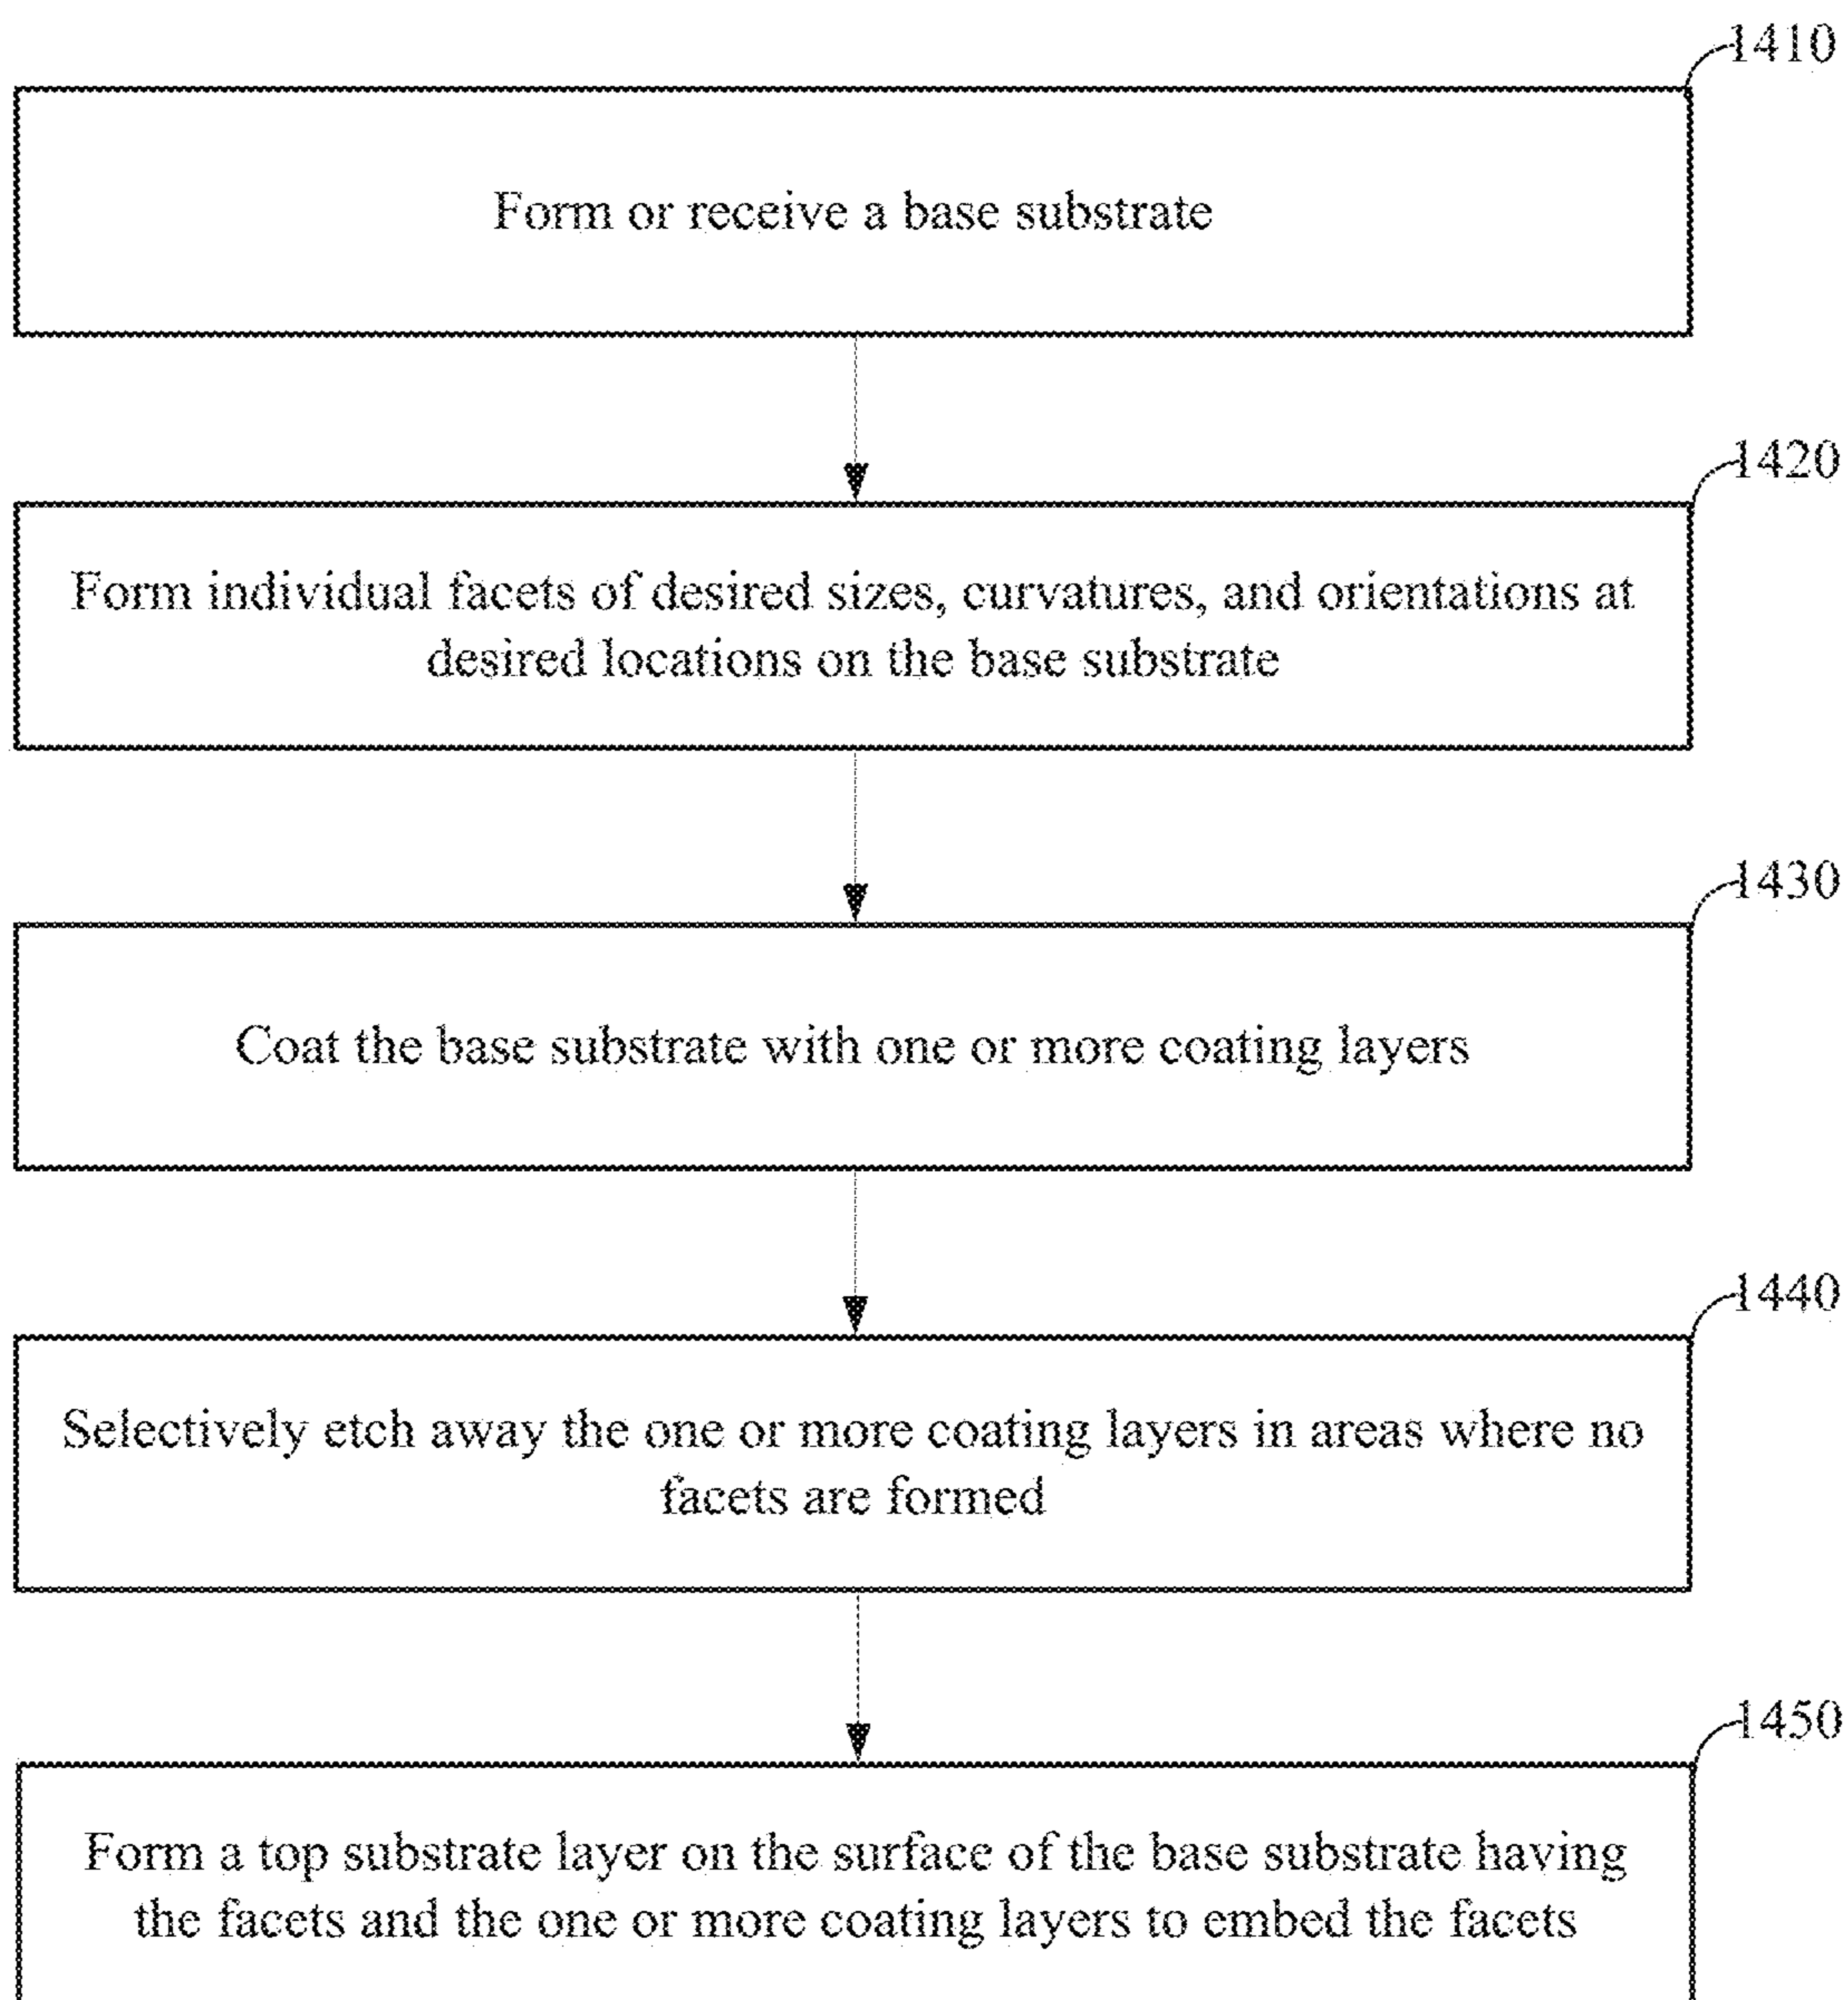 1410
Form or receive a base substrate
1420
Form individual facets of desired sizes, curvatures, and orientations at
desired locations on the base substrate
1430
Coat the base substrate with one or more coating layers
1440
Selectively etch away the one or more coating layers in areas where no
facets are formed
1450
Form a top substrate layer on the surface of the base substrate having
the facets and the one or more coating layers to embed the facets